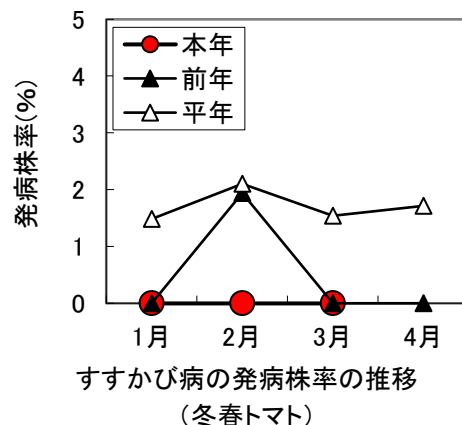 発病株率(%)
5
4
3
2
1
0
本年
前年
平年
1月 2月 3月 4月
すすかび病の発病株率の推移
(冬春トマト)